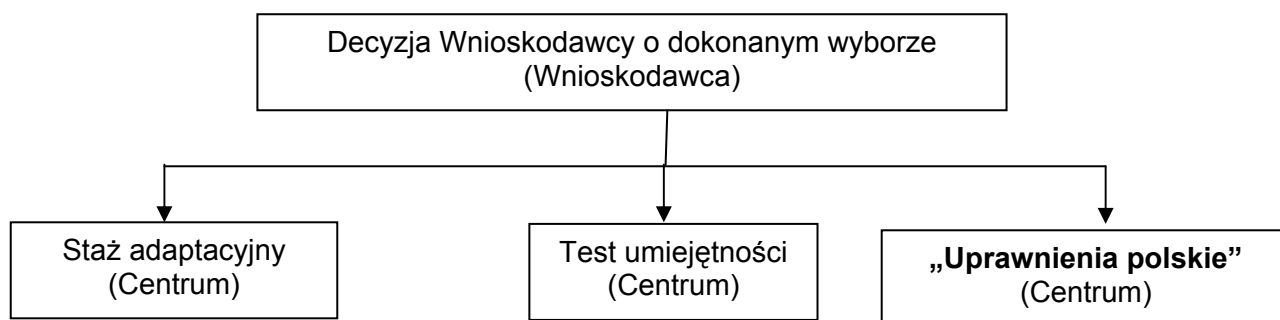 Decyzja Wnioskodawcy o dokonanym wyborze
(Wnioskodawca)
Staż adaptacyjny
(Centrum)
Test umiejętności
(Centrum)
„Uprawnienia polskie”
(Centrum)